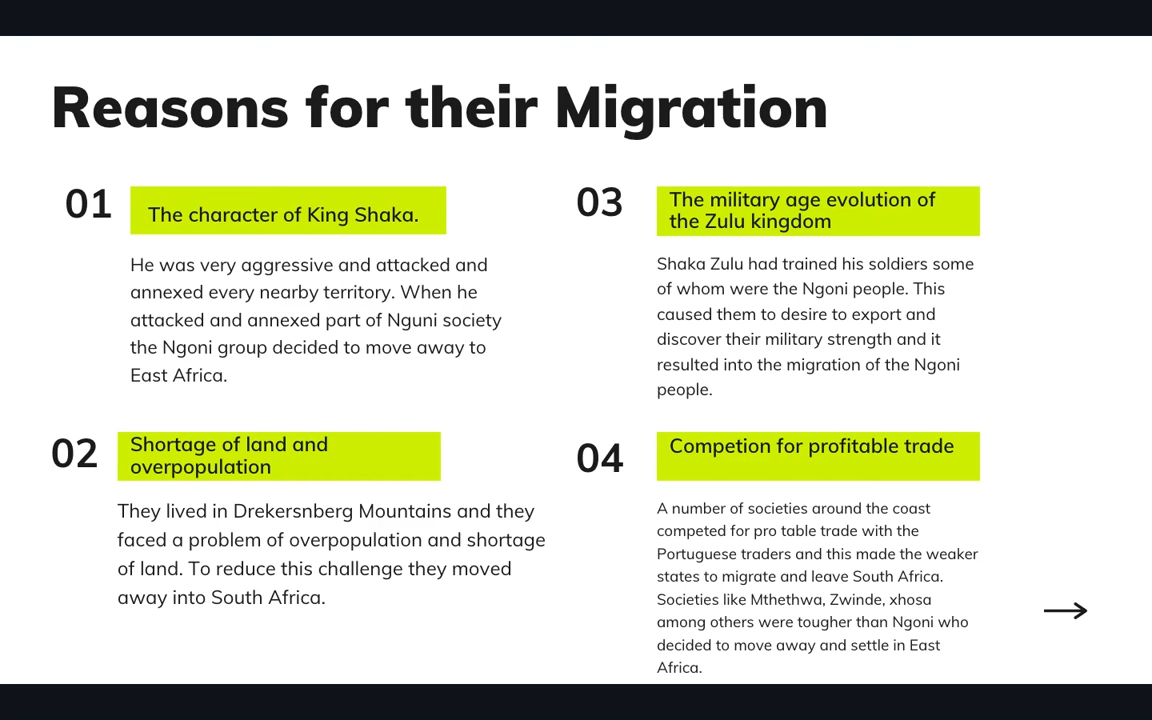 Reasons for their Migration
01
The character of King Shaka.
He was very aggressive and attacked and
annexed every nearby territory. When he
attacked and annexed part of Nguni society
the Ngoni group decided to move away to
East Africa.
02
Shortage of land and
overpopulation
They lived in Drekersnberg Mountains and they
faced a problem of overpopulation and shortage
of land. To reduce this challenge they moved
away into South Africa.
03
The military age evolution of
the Zulu kingdom
Shaka Zulu had trained his soldiers some
of whom were the Ngoni people. This
caused them to desire to export and
discover their military strength and it
resulted into the migration of the Ngoni
people.
04
Competion for profitable trade
A number of societies around the coast
competed for pro table trade with the
Portuguese traders and this made the weaker
states to migrate and leave South Africa.
Societies like Mthethwa, Zwinde, xhosa
among others were tougher than Ngoni who
decided to move away and settle in East
Africa.